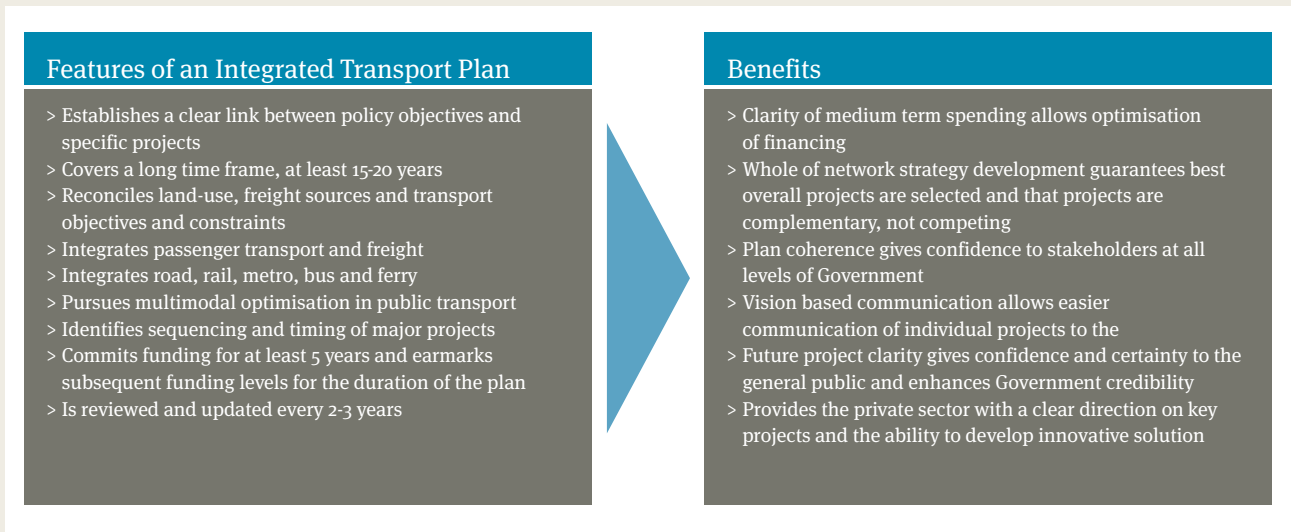 Features of an Integrated Transport Plan
> Establishes a clear link between policy objectives and
specific projects
> Covers a long time frame, at least 15-20 years
> Reconciles land-use, freight sources and transport
objectives and constraints
> Integrates passenger transport and freight
> Integrates road, rail, metro, bus and ferry
> Pursues multimodal optimisation in public transport
> Identifies sequencing and timing of major projects
> Commits funding for at least 5 years and earmarks
subsequent funding levels for the duration of the plan
> Is reviewed and updated every 2-3 years
Benefits
> Clarity of medium term spending allows optimisation
of financing
> Whole of network strategy development guarantees best
overall projects are selected and that projects are
complementary, not competing
> Plan coherence gives confidence to stakeholders at all
levels of Government
> Vision based communication allows easier
communication of individual projects to the
> Future project clarity gives confidence and certainty to the
general public and enhances Government credibility
> Provides the private sector with a clear direction on key
projects and the ability to develop innovative solution